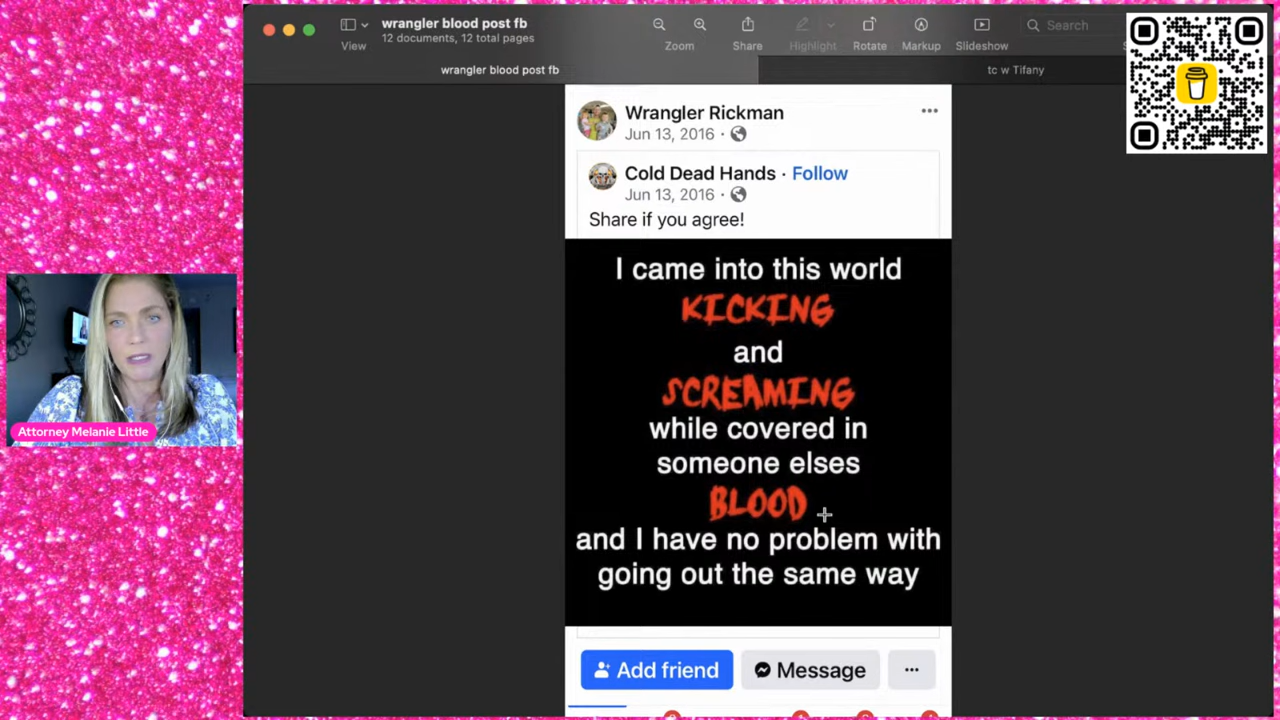 wrangler blood post fb
12 documents, 12 total pages
View
Zoom
Share
Highlight
Rotate
Markup
Slideshow
Search
wrangler blood post fb
tc w Tifany
Wrangler Rickman
Jun 13, 2016 ·
Cold Dead Hands · Follow
Jun 13, 2016 ·
Share if you agree!
I came into this world
KICKING
and
SCREAMING
while covered in
someone elses
BLOOD
and I have no problem with
going out the same way
Add friend
Message
Attorney Melanie Little